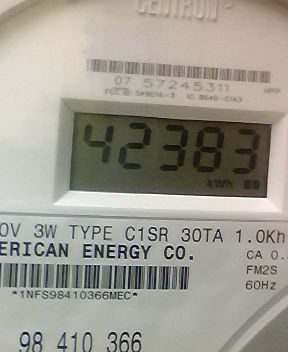 CENTRON
07 57245311
42383
kWh
0V 3W TYPE C1SR 30TA 1.0Kh
ERICAN ENERGY CO.
CA 0.
FM2S
60Hz
*1NFS98410366MEC*
98 410 366